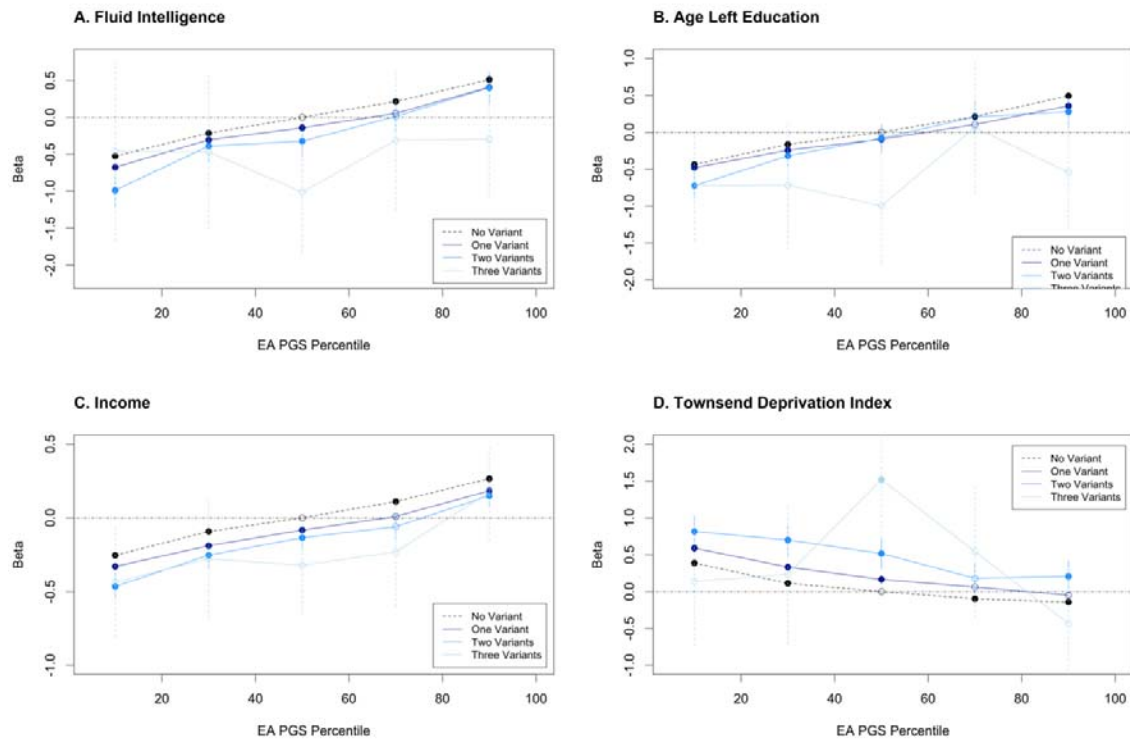 A. Fluid Intelligence
Beta
0.5
0.0
-0.5
-1.0
-1.5
-2.0
No Variant
One Variant
Two Variants
Three Variants
20 40 60 80 100
EA PGS Percentile
B. Age Left Education
Beta
1.0
0.5
0.0
-0.5
-1.0
-1.5
-2.0
No Variant
One Variant
Two Variants
Three Variants
20 40 60 80 100
EA PGS Percentile
C. Income
Beta
0.5
0.0
-1.0
No Variant
One Variant
Two Variants
Three Variants
20 40 60 80 100
EA PGS Percentile
D. Townsend Deprivation Index
Beta
2.0
1.5
1.0
0.5
0.0
-0.5
-1.0
No Variant
One Variant
Two Variants
Three Variants
20 40 60 80 100
EA PGS Percentile